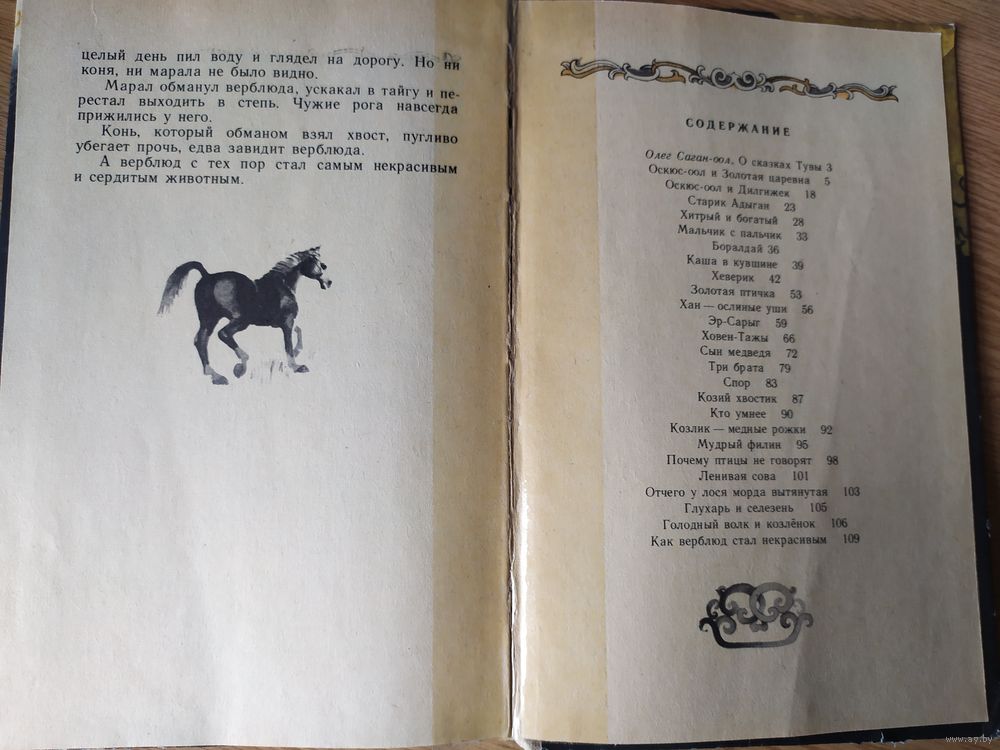 целый день пил воду и глядел на дорогу. Но ни
коня, ни марала не было видно.
Марал обманул верблюда, ускакал в тайгу и пе-
рестал выходить в степь. Чужие рога навсегда
прижились у него.
Конь, который обманом взял хвост, пугливо
убегает прочь, едва завидит верблюда.
А верблюд с тех пор стал самым некрасивым
и сердитым животным.
СОДЕРЖАНИЕ
Олег Саган-оол. О сказках Тувы 3
Оскюс-оол и Золотая царевна 5
Оскюс-оол и Дилгижек 18
Старик Адыган 23
Хитрый и богатый 28
Мальчик с пальчик 33
Боралдай 36
Каша в кувшине 39
Хеверик 42
Золотая птичка 53
Хан — ослиные уши 56
Эр-Сарыг 59
Ховен-Тажы 66
Сын медведя 72
Три брата 79
Спор 83
Козий хвостик 87
Кто умнее 90
Козлик — медные рожки 92
Мудрый филин 95
Почему птицы не говорят 98
Ленивая сова 101
Отчего у лося морда вытянутая 103
Глухарь и селезень 105
Голодный волк и козлёнок 106
Как верблюд стал некрасивым 109
www.ay.by